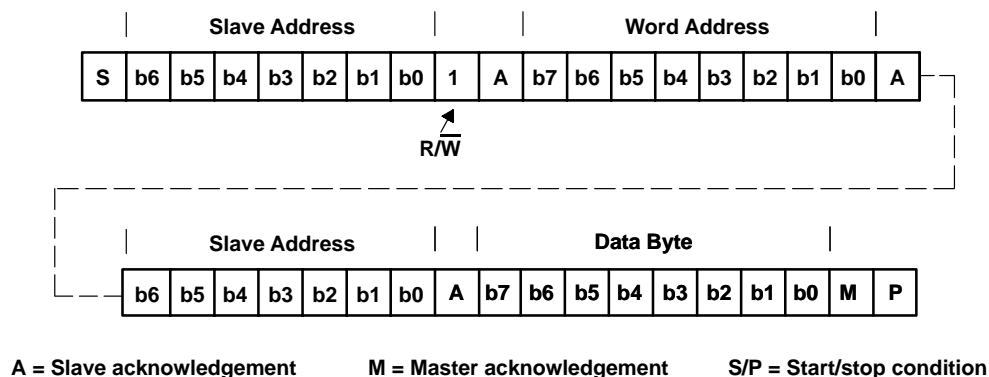 Slave Address Word Address
S b6 b5 b4 b3 b2 b1 b0 1 A b7 b6 b5 b4 b3 b2 b1 b0 A
R/W̅
Slave Address Data Byte
b6 b5 b4 b3 b2 b1 b0 A b7 b6 b5 b4 b3 b2 b1 b0 M P
A = Slave acknowledgement M = Master acknowledgement S/P = Start/stop condition